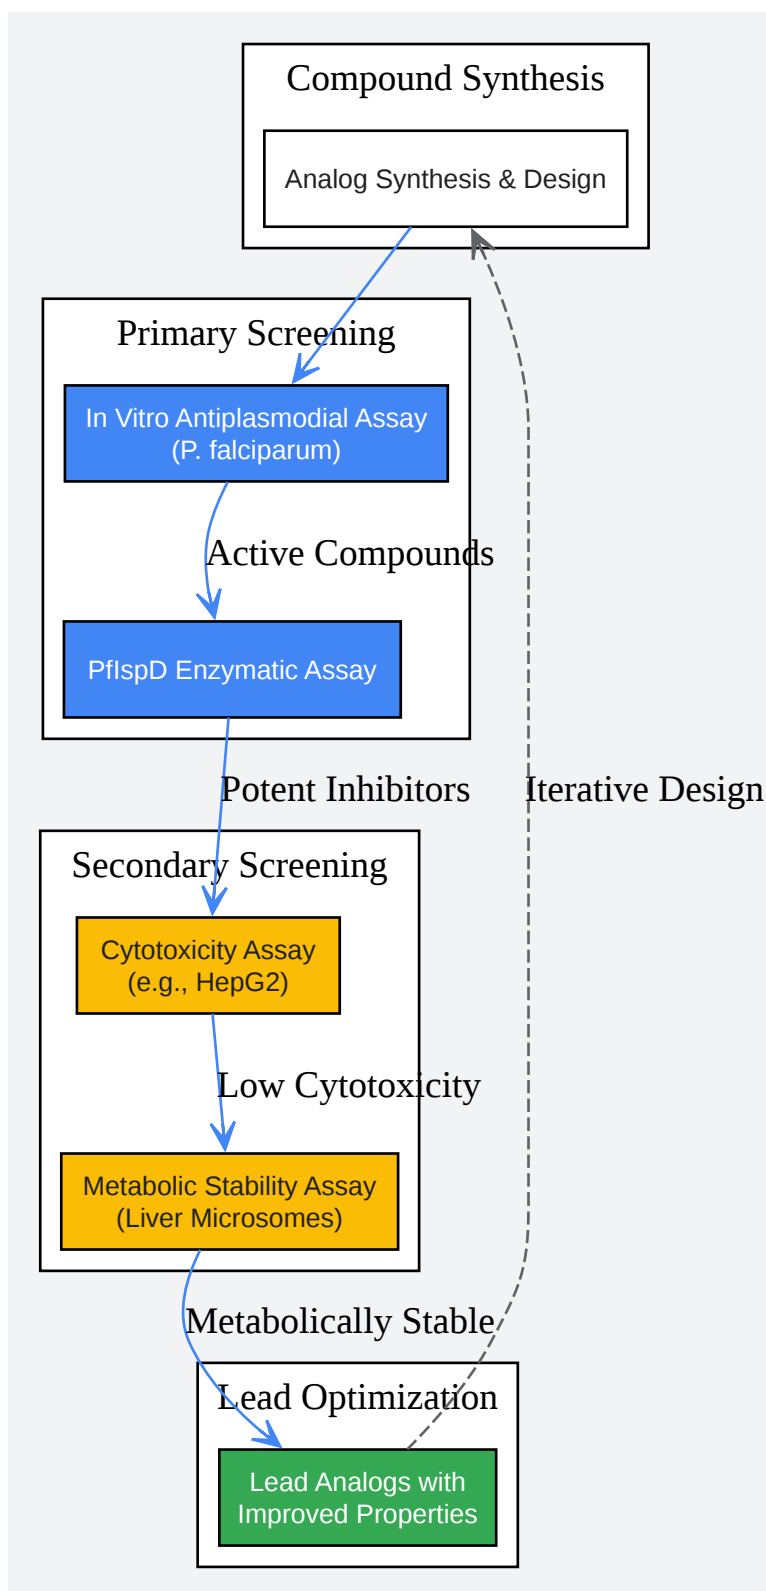 Compound Synthesis
Analog Synthesis & Design
Primary Screening
In Vitro Antiplasmodial Assay
(P. falciparum)
Active Compounds
PfIspD Enzymatic Assay
Potent Inhibitors
Iterative Design
Secondary Screening
Cytotoxicity Assay
(e.g., HepG2)
Low Cytotoxicity
Metabolic Stability Assay
(Liver Microsomes)
Metabolically Stable
Lead Optimization
Lead Analogs with
Improved Properties